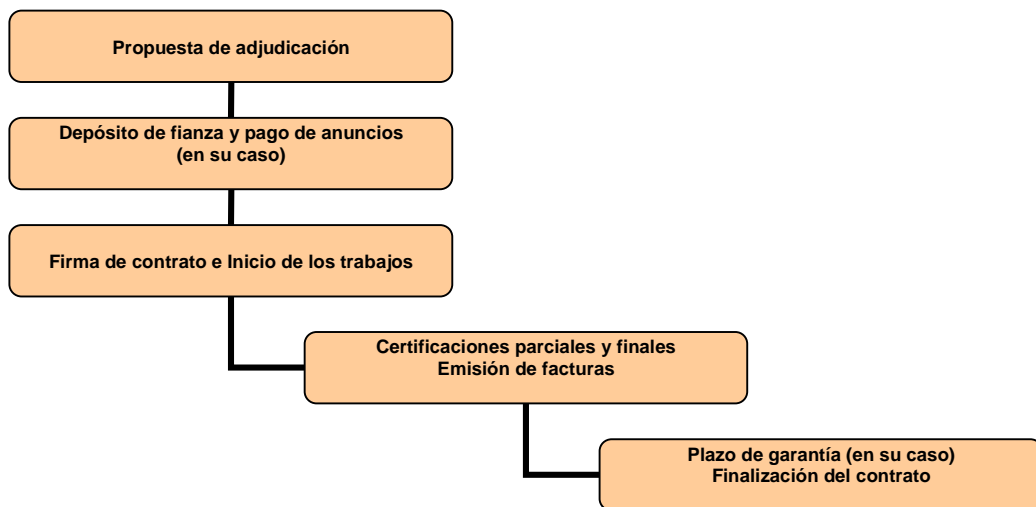 Propuesta de adjudicación
Depósito de fianza y pago de anuncios
(en su caso)
Firma de contrato e Inicio de los trabajos
Certificaciones parciales y finales
Emisión de facturas
Plazo de garantía (en su caso)
Finalización del contrato